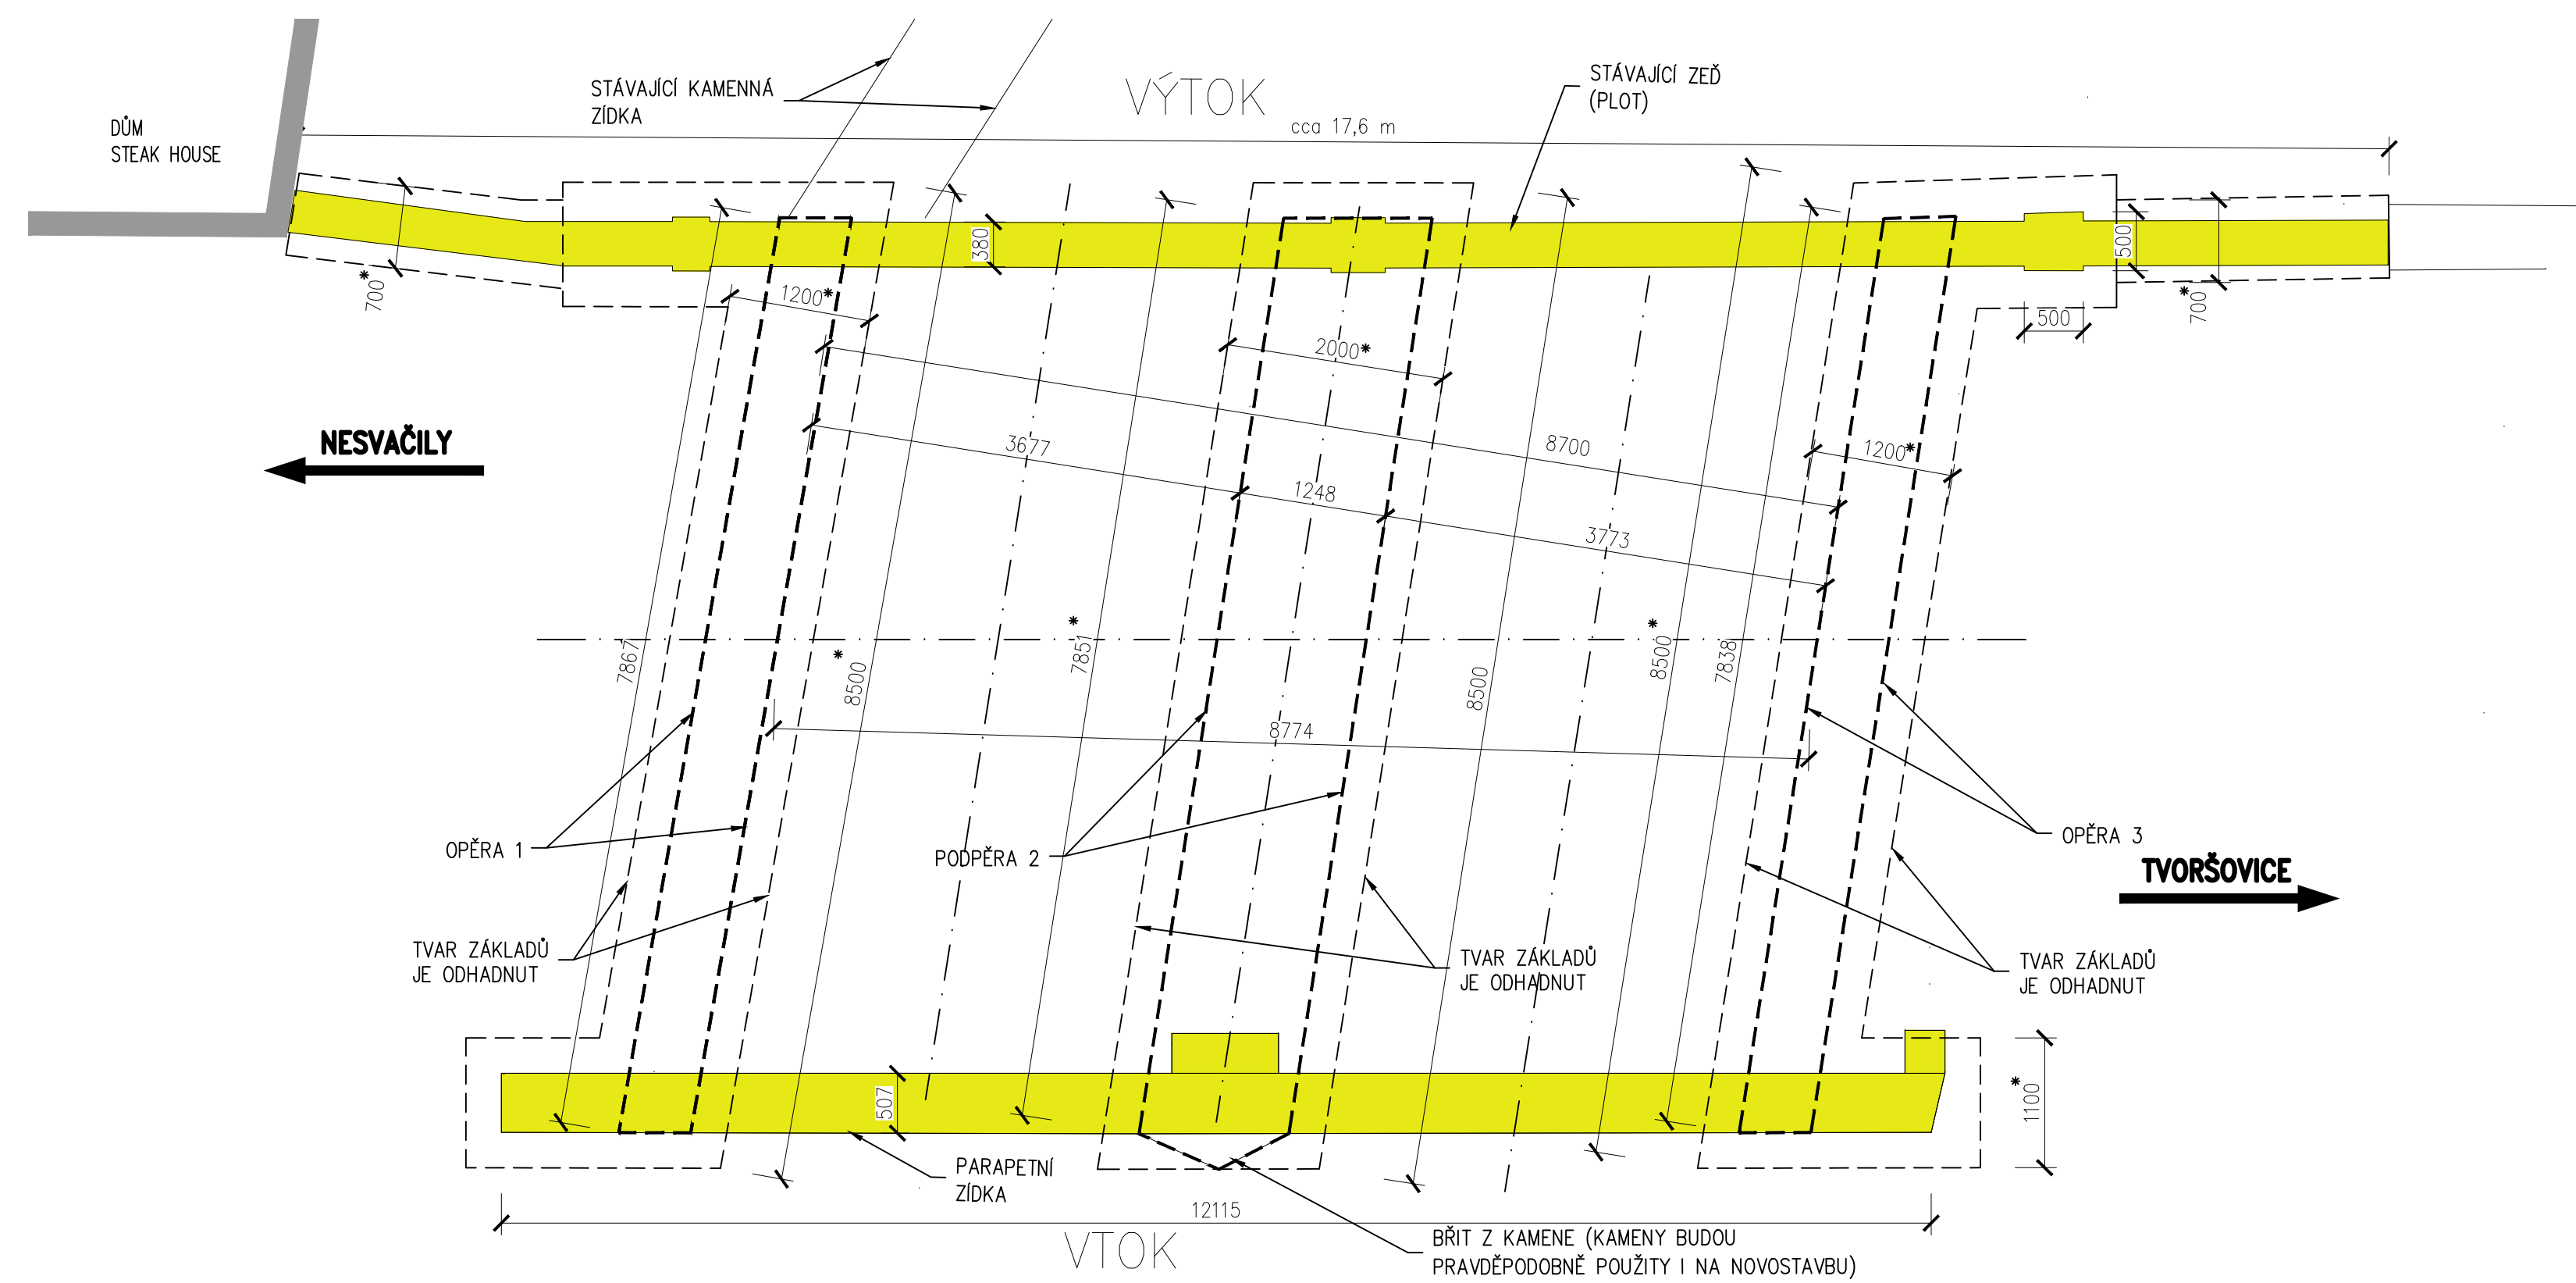 VÝTOK
STÁVAJÍCÍ KAMENNÁ
ZÍDKA
STÁVAJÍCÍ ZEĎ
(PLOT)
cca 17,6 m
DŮM
STEAK HOUSE
380
500
700*
1200*
700*
500
2000*
NESVAČILY
3677
8700
1200*
1248
3773
7867
*
8500
*
7851
8500
*
8500
7838
8774
OPĚRA 1
PODPĚRA 2
OPĚRA 3
TVORŠOVICE
TVAR ZÁKLADŮ
JE ODHADNUT
TVAR ZÁKLADŮ
JE ODHADNUT
TVAR ZÁKLADŮ
JE ODHADNUT
507
1100*
PARAPETNÍ
ZÍDKA
12115
VTOK
BŘIT Z KAMENE (KAMENY BUDOU
PRAVDĚPODOBNĚ POUŽITY I NA NOVOSTAVBU)